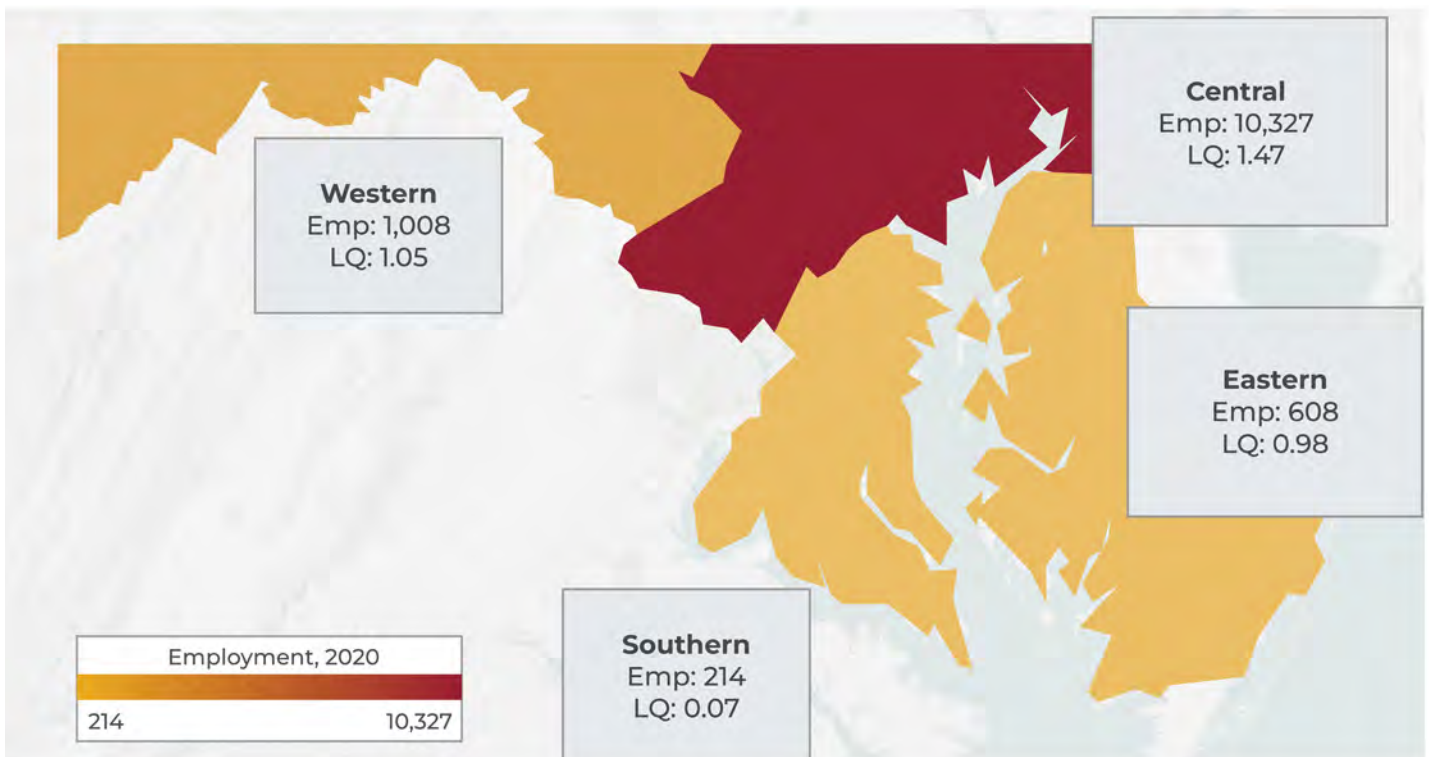 Central
Emp: 10,327
LQ: 1.47
Western
Emp: 1,008
LQ: 1.05
Eastern
Emp: 608
LQ: 0.98
Southern
Emp: 214
LQ: 0.07
Employment, 2020
214 10,327